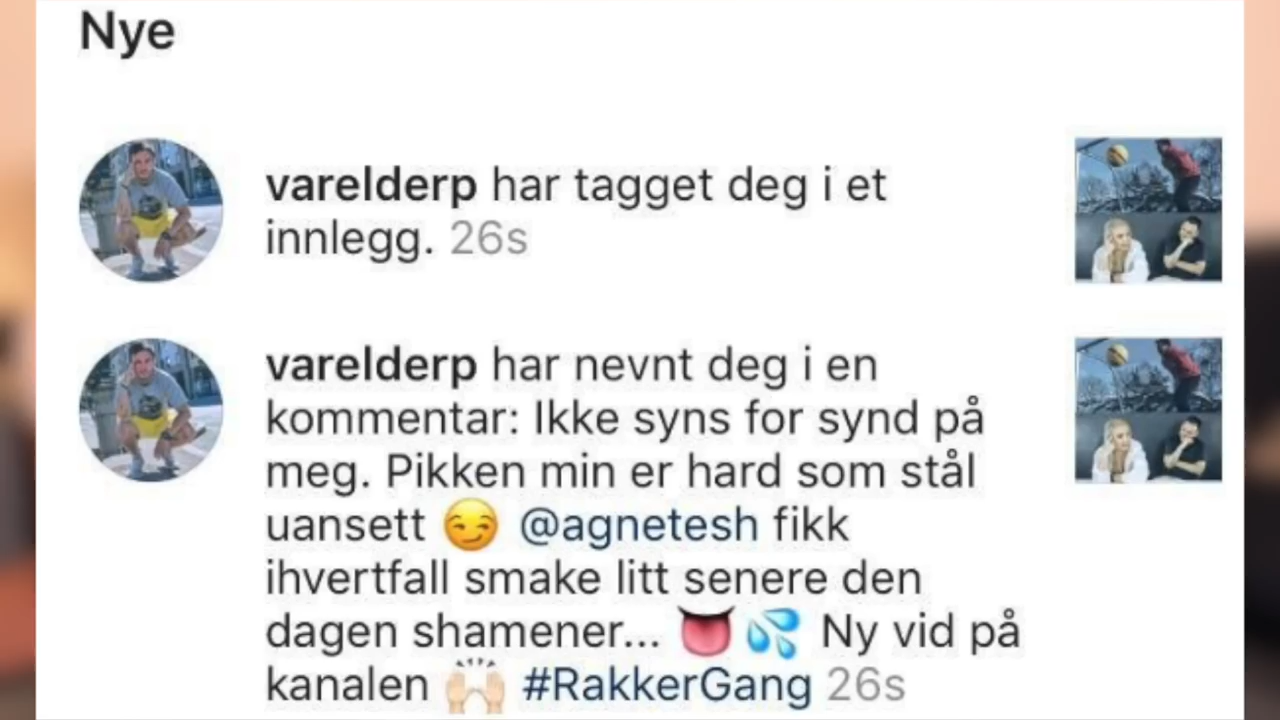 Nye
varelderp har tagget deg i et
innlegg. 26s
varelderp har nevnt deg i en
kommentar: Ikke syns for synd på
meg. Pikken min er hard som stål
uansett 😏 @agnetesh fikk
ihvertfall smake litt senere den
dagen shamener... 👅💦 Ny vid på
kanalen 🙌🏻 #RakkerGang 26s